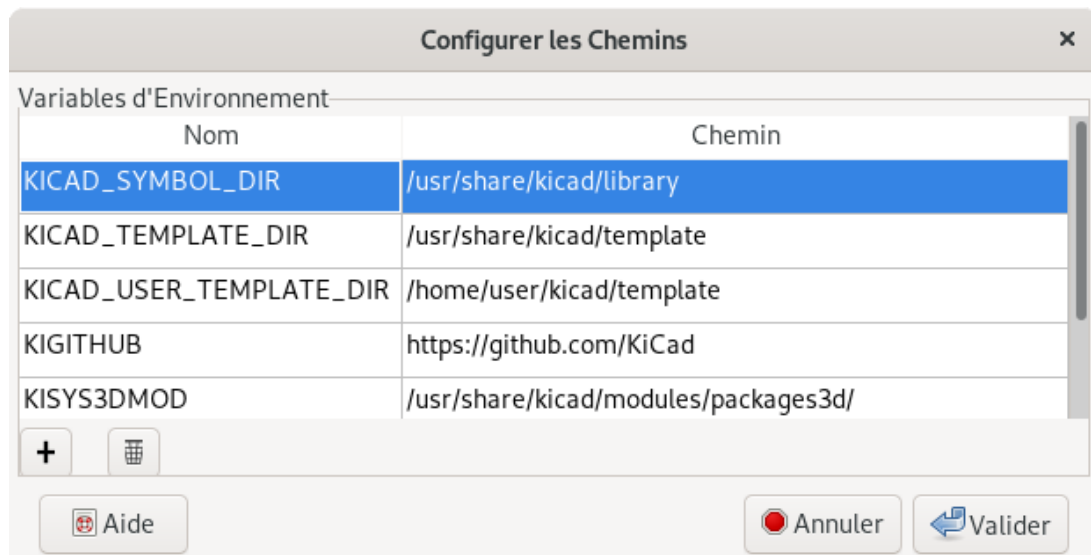 Configurer les Chemins
Variables d'Environnement
Nom Chemin
KICAD_SYMBOL_DIR /usr/share/kicad/library
KICAD_TEMPLATE_DIR /usr/share/kicad/template
KICAD_USER_TEMPLATE_DIR /home/user/kicad/template
KIGITHUB https://github.com/KiCad
KISYS3DMOD /usr/share/kicad/modules/packages3d/
Aide Annuler Valider